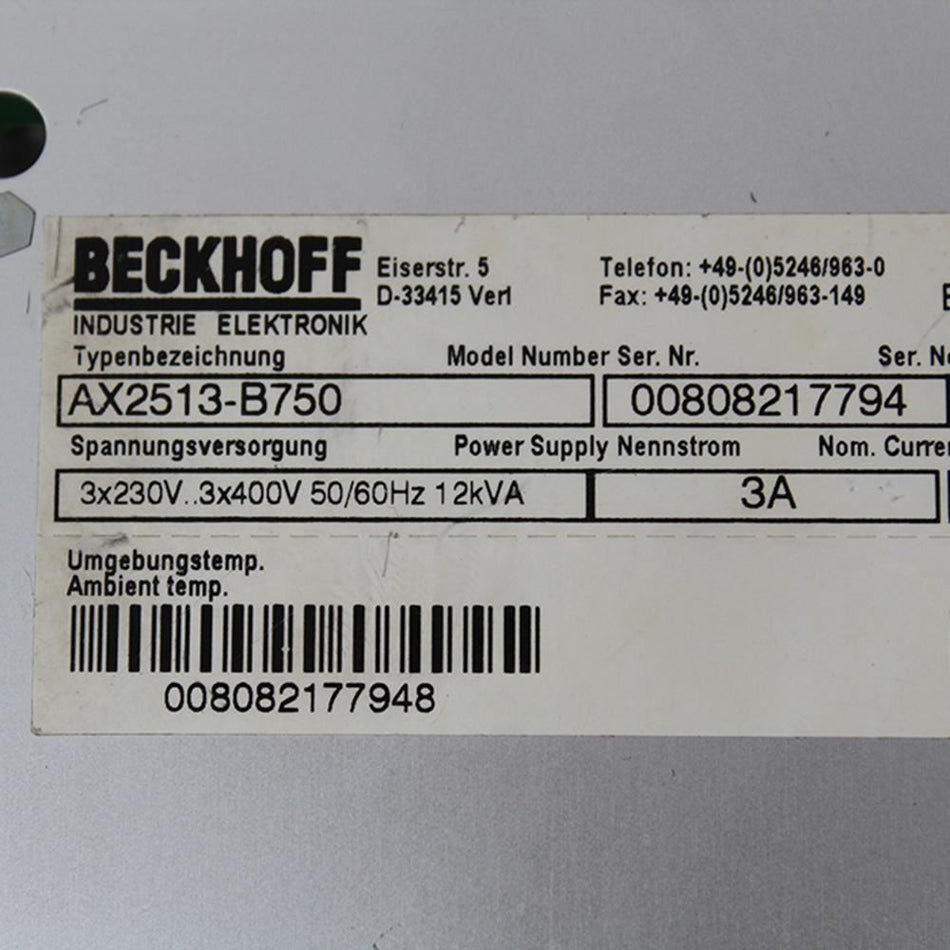 BECKHOFF Eiserstr. 5 Telefon: +49-(0)5246/963-0
D-33415 Verl Fax: +49-(0)5246/963-149
INDUSTRIE ELEKTRONIK
Typenbezeichnung Model Number Ser. Nr. Ser.
AX2513-B750 00808217794
Spannungsversorgung Power Supply Nennstrom Nom.
3x230V..3x400V 50/60Hz 12kVA 3A
Umgebungstemp.
Ambient temp.
008082177948